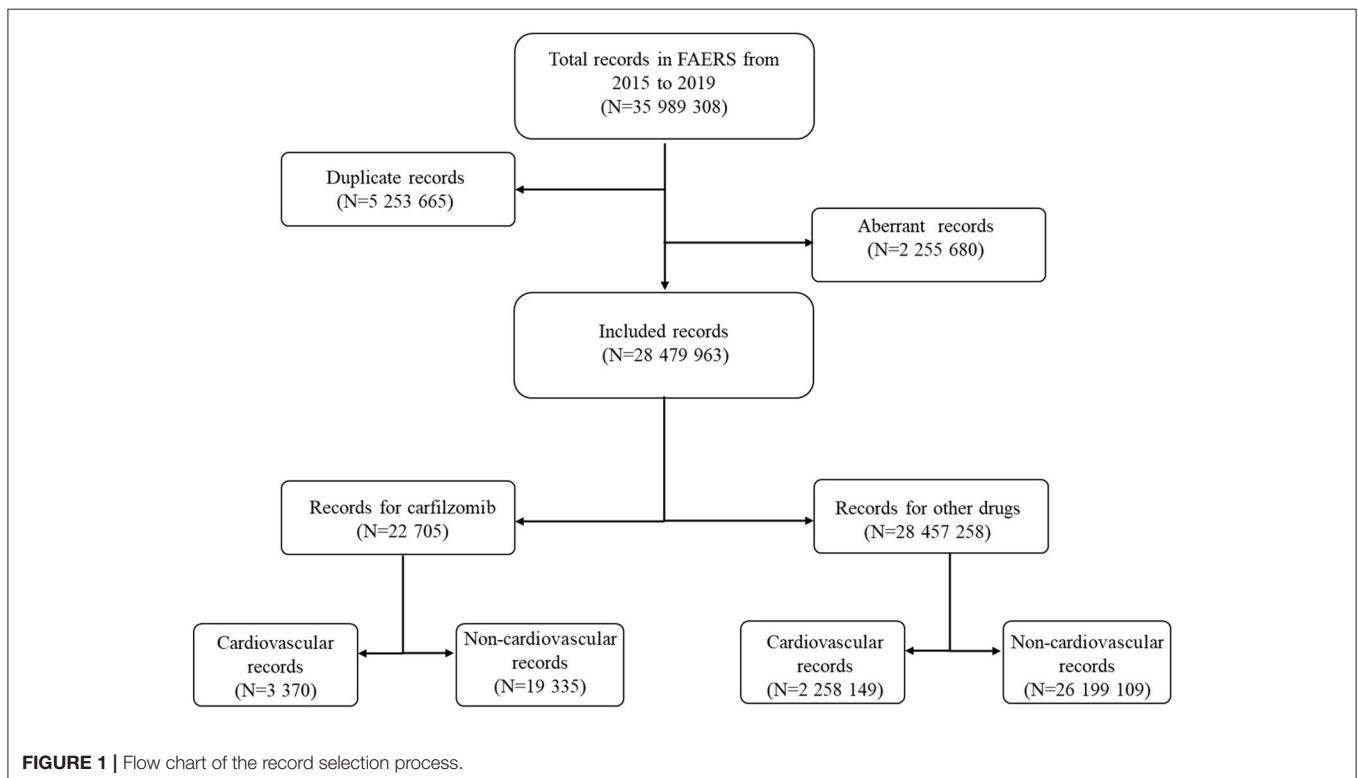 Total records in FAERS from
2015 to 2019
(N=35 989 308)
Duplicate records
(N=5 253 665)
Aberrant records
(N=2 255 680)
Included records
(N=28 479 963)
Records for carfilzomib
(N=22 705)
Records for other drugs
(N=28 457 258)
Cardiovascular
records
(N=3 370)
Non-cardiovascular
records
(N=19 335)
Cardiovascular
records
(N=2 258 149)
Non-cardiovascular
records
(N=26 199 109)
FIGURE 1 | Flow chart of the record selection process.